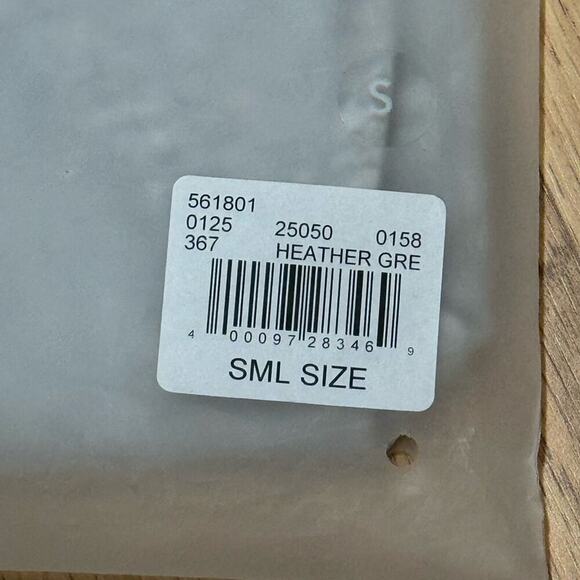 S
561801
0125 25050 0158
367 HEATHER GRE
4 00097 28346 9
SML SIZE